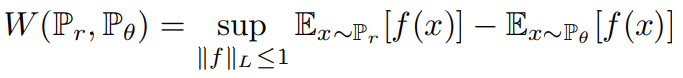 W(ℙ_r, ℙ_θ) = sup_{‖f‖_L ≤ 1} 𝔼_{x∼ℙ_r}[f(x)] − 𝔼_{x∼ℙ_θ}[f(x)]